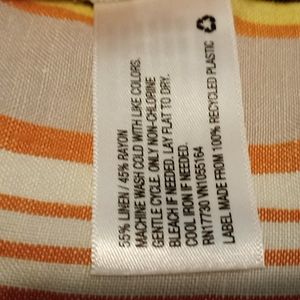 55% LINEN / 45% RAYON
MACHINE WASH COLD WITH LIKE COLORS.
GENTLE CYCLE. ONLY NON-CHLORINE
BLEACH IF NEEDED. LAY FLAT TO DRY.
COOL IRON IF NEEDED.
RN17730 VN1055164
LABEL MADE FROM 100% RECYCLED PLASTIC